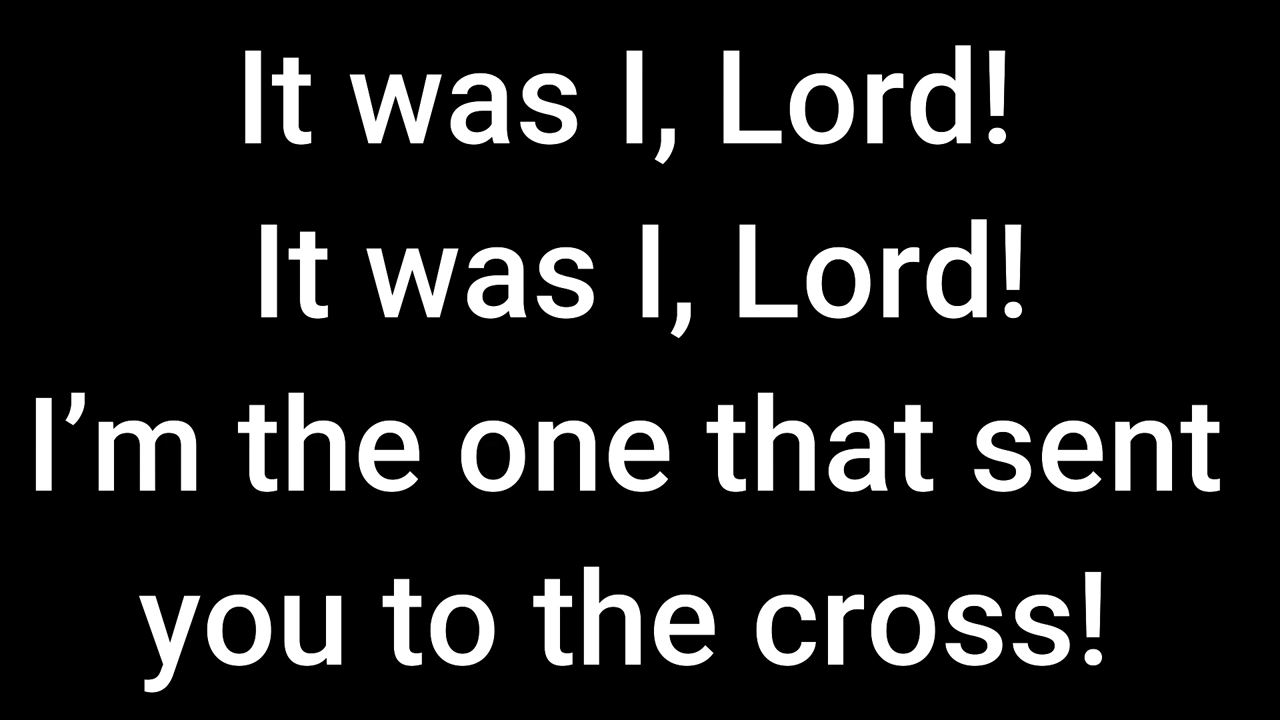 It was I, Lord!
It was I, Lord!
I’m the one that sent
you to the cross!